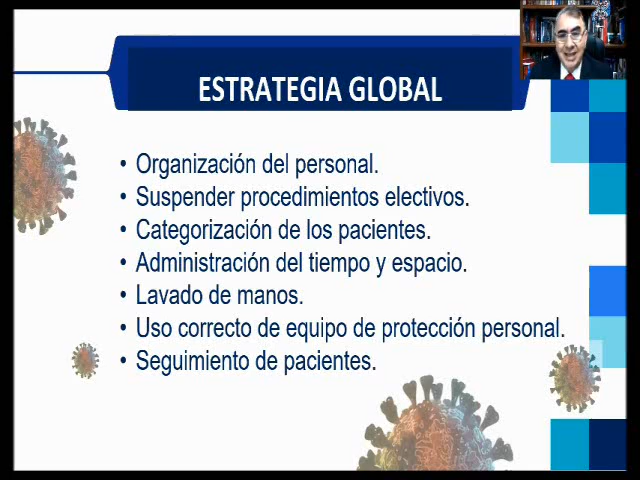 ESTRATEGIA GLOBAL
• Organización del personal.
• Suspender procedimientos electivos.
• Categorización de los pacientes.
• Administración del tiempo y espacio.
• Lavado de manos.
• Uso correcto de equipo de protección personal.
• Seguimiento de pacientes.